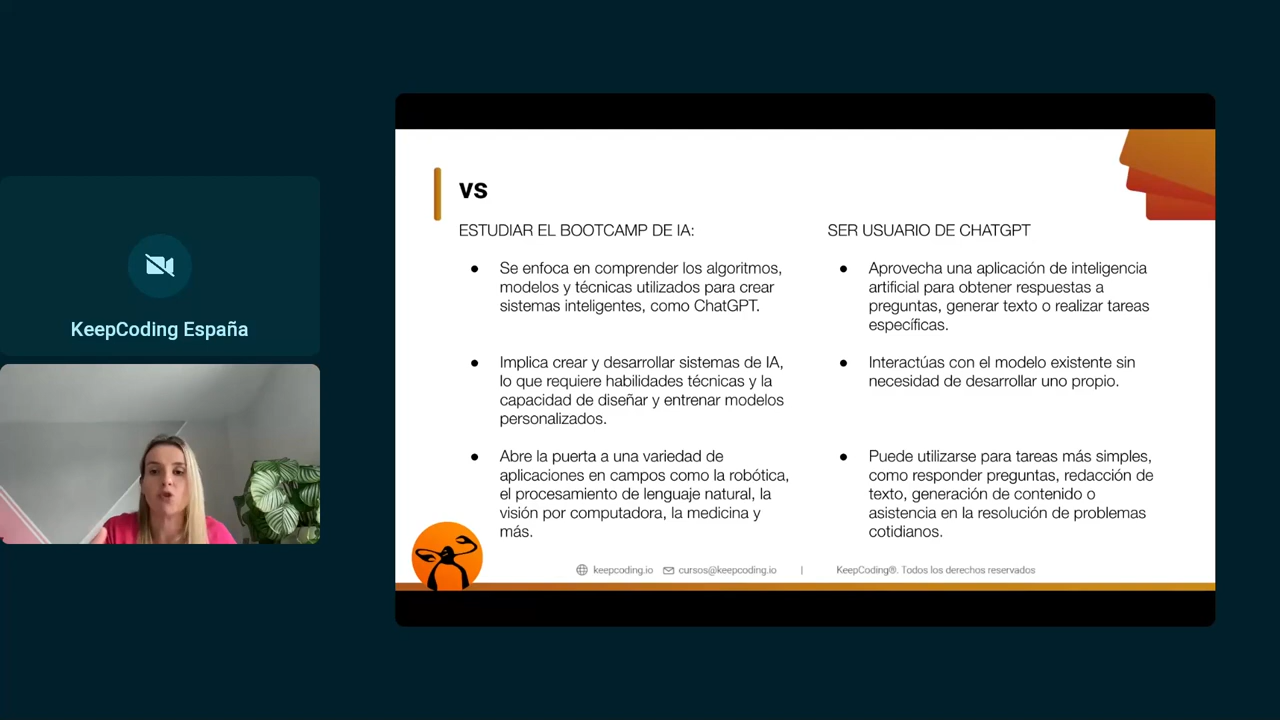 KeepCoding España
vs
ESTUDIAR EL BOOTCAMP DE IA:
● Se enfoca en comprender los algoritmos,
modelos y técnicas utilizados para crear
sistemas inteligentes, como ChatGPT.
● Implica crear y desarrollar sistemas de IA,
lo que requiere habilidades técnicas y la
capacidad de diseñar y entrenar modelos
personalizados.
● Abre la puerta a una variedad de
aplicaciones en campos como la robótica,
el procesamiento de lenguaje natural, la
visión por computadora, la medicina y
más.
SER USUARIO DE CHATGPT
● Aprovecha una aplicación de inteligencia
artificial para obtener respuestas a
preguntas, generar texto o realizar tareas
específicas.
● Interactúas con el modelo existente sin
necesidad de desarrollar uno propio.
● Puede utilizarse para tareas más simples,
como responder preguntas, redacción de
texto, generación de contenido o
asistencia en la resolución de problemas
cotidianos.
keepcoding.io cursos@keepcoding.io | KeepCoding®. Todos los derechos reservados